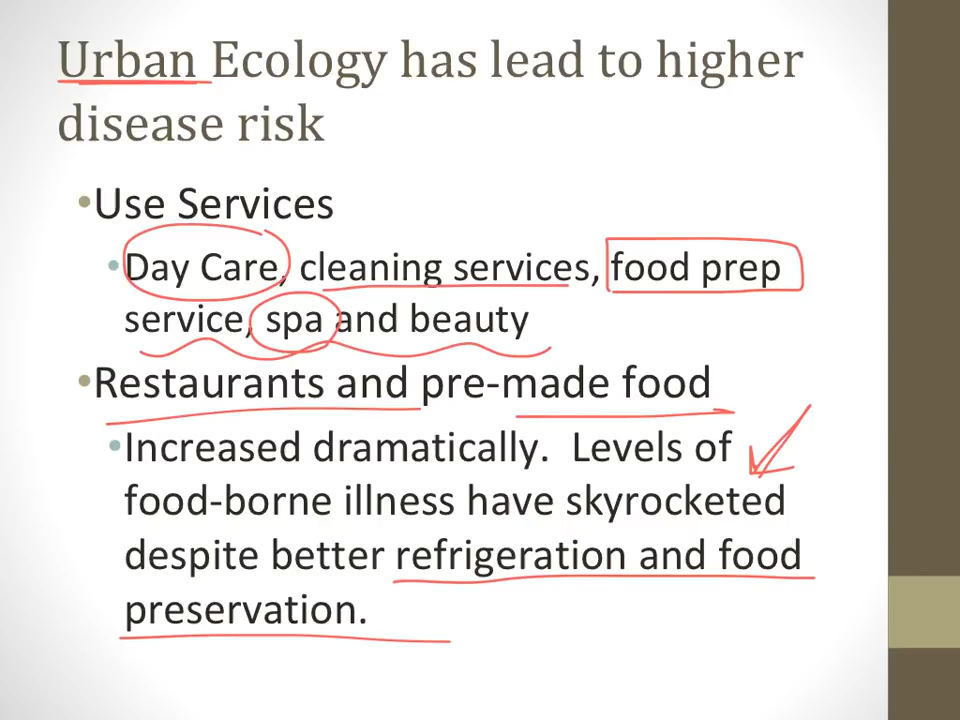 Urban Ecology has lead to higher
disease risk
•Use Services
•Day Care, cleaning services, food prep
service, spa and beauty
•Restaurants and pre-made food
•Increased dramatically.  Levels of
food-borne illness have skyrocketed
despite better refrigeration and food
preservation.